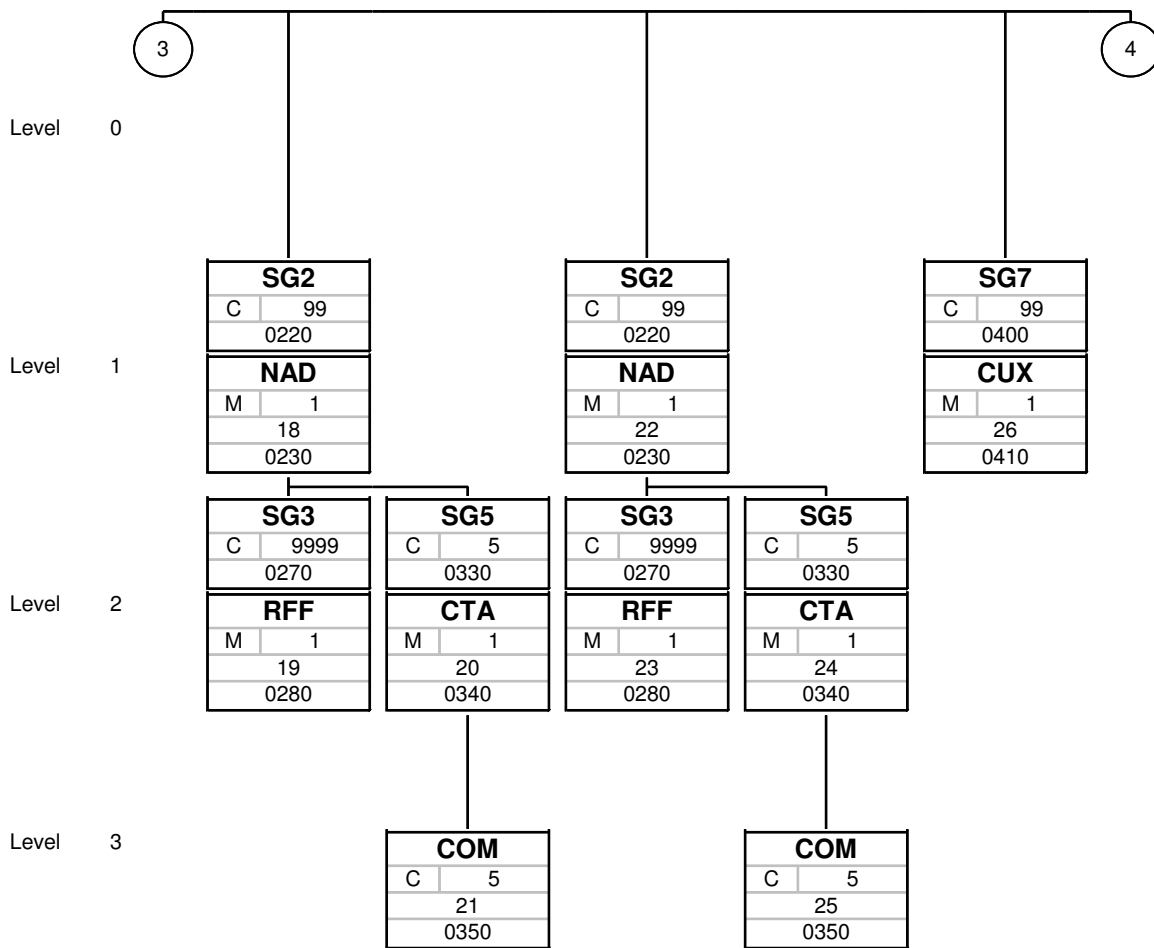 3 4
Level 0
SG2 SG2 SG7
C 99 C 99 C 99
0220 0220 0400
Level 1
NAD NAD CUX
M 1 M 1 M 1
18 22 26
0230 0230 0410
SG3 SG5 SG3 SG5
C 9999 C 5 C 9999 C 5
0270 0330 0270 0330
Level 2
RFF CTA RFF CTA
M 1 M 1 M 1 M 1
19 20 23 24
0280 0340 0280 0340
Level 3
COM COM
C 5 C 5
21 25
0350 0350